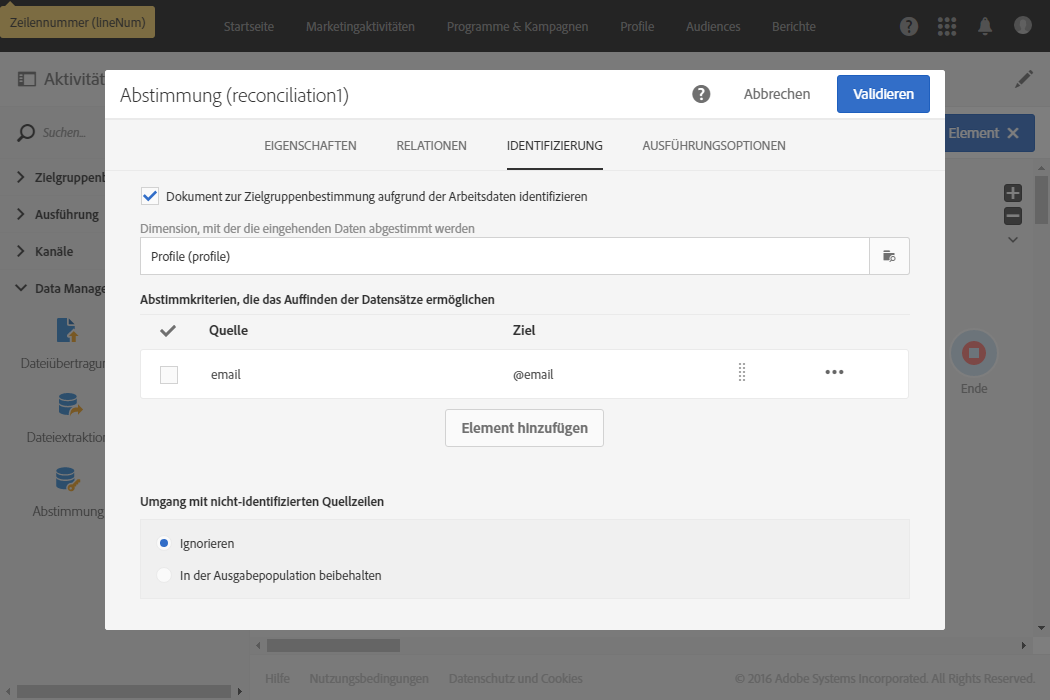 Zeilennummer (lineNum)
Startseite Marketingaktivitäten Programme & Kampagnen Profile Audiences Berichte
Aktivität
Abstimmung (reconciliation1)
Abbrechen
Validieren
Suchen...
Element
EIGENSCHAFTEN RELATIONEN IDENTIFIZIERUNG AUSFÜHRUNGSOPTIONEN
Zielgruppenb
Ausführung
Kanäle
Data Manage
Dateiübertragun
Dateiextraktion
Abstimmung
Dokument zur Zielgruppenbestimmung aufgrund der Arbeitsdaten identifizieren
Dimension, mit der die eingehenden Daten abgestimmt werden
Profile (profile)
Abstimmkriterien, die das Auffinden der Datensätze ermöglichen
Quelle Ziel
email @email
Element hinzufügen
Ende
Umgang mit nicht-identifizierten Quellzeilen
Ignorieren
In der Ausgabepopulation beibehalten
Hilfe Nutzungsbedingungen Datenschutz und Cookies © 2016 Adobe Systems Incorporated. All Rights Reserved.